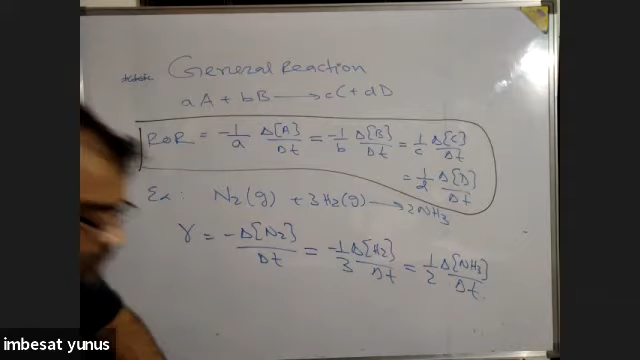 General Reaction
aA + bB ⟶ cC + dD
ROR = -1/a Δ[A]/Δt = -1/b Δ[B]/Δt = 1/c Δ[C]/Δt
= 1/d Δ[D]/Δt
Ex: N2(g) + 3H2(g) ⟶ 2NH3
r = -Δ[N2]/Δt = -1/3 Δ[H2]/Δt = 1/2 Δ[NH3]/Δt
imbesat yunus